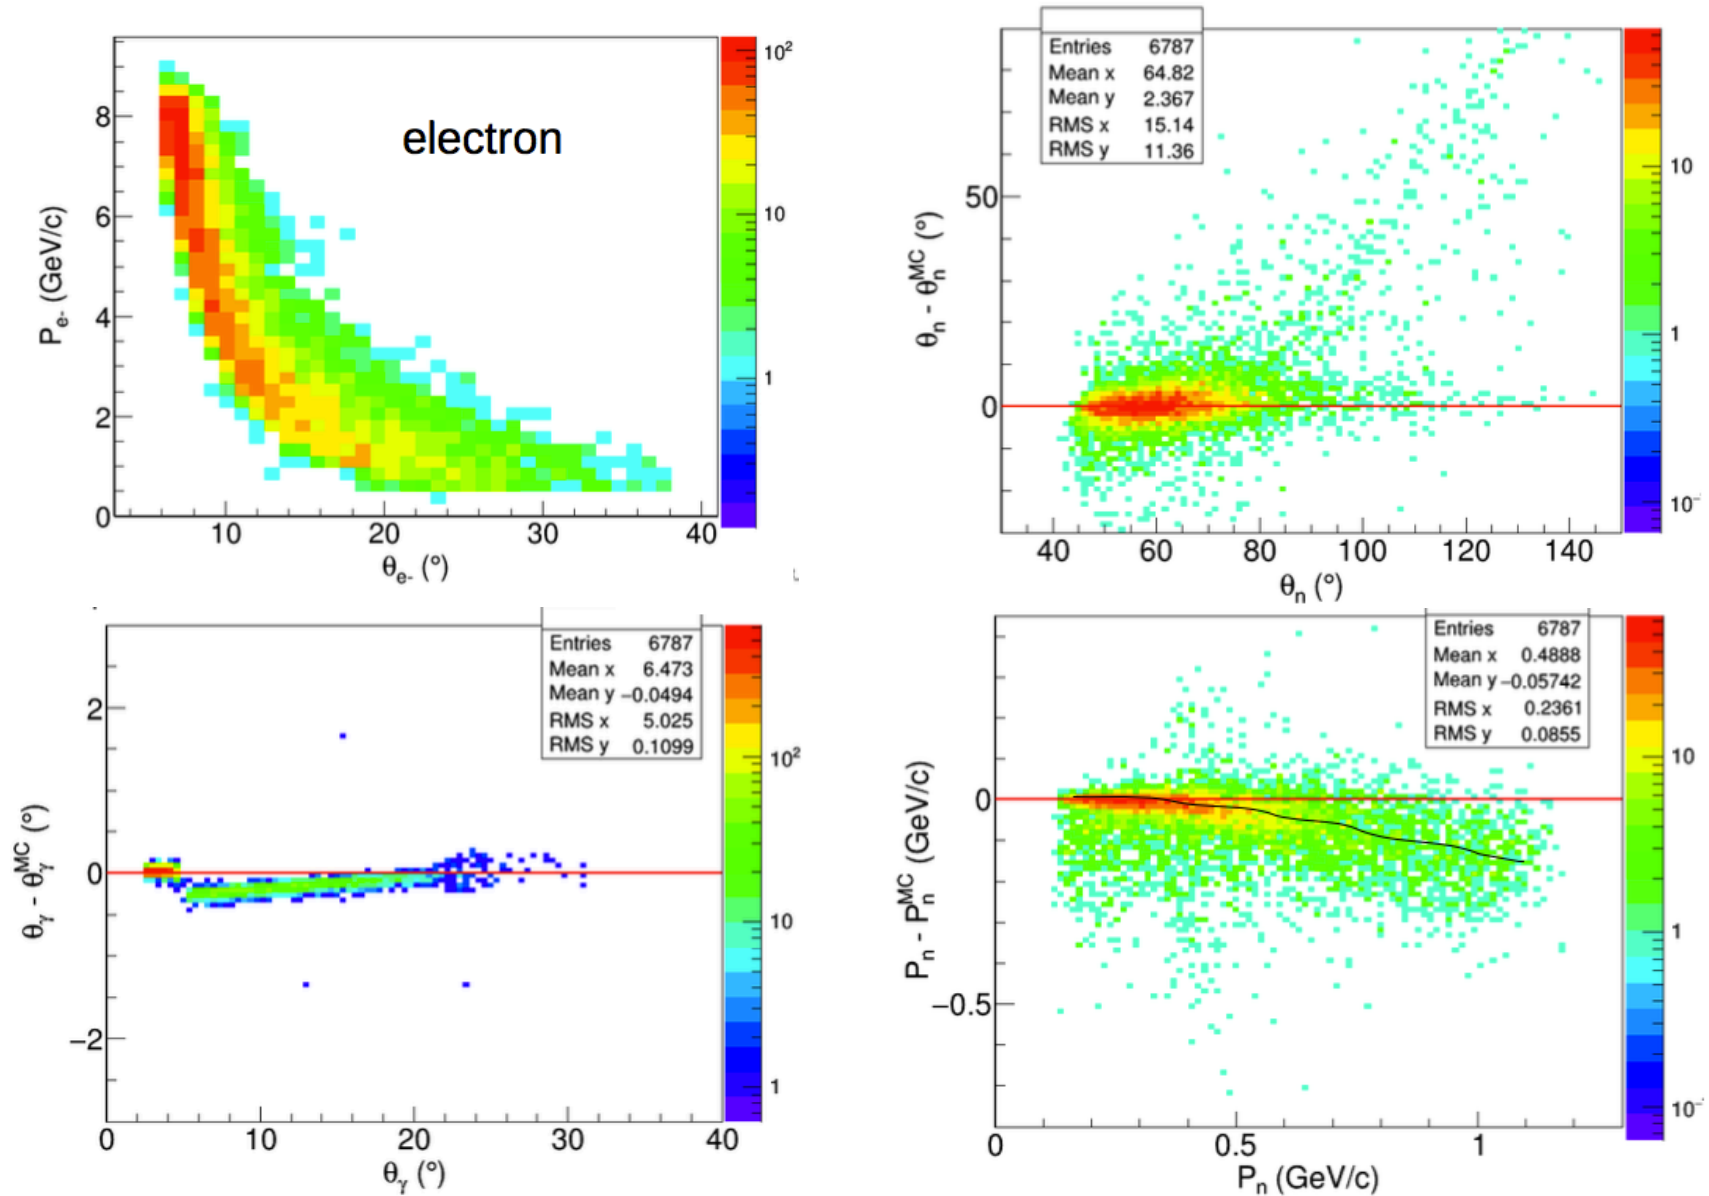 electron
P_e- (GeV/c)
8
6
4
2
0
10
20
30
40
θ_e- (°)
10²
10
1
Entries 6787
Mean x 64.82
Mean y 2.367
RMS x 15.14
RMS y 11.36
θ_n - θ_n^MC (°)
50
0
40
60
80
100
120
140
θ_n (°)
10
1
10⁻
Entries 6787
Mean x 6.473
Mean y −0.0494
RMS x 5.025
RMS y 0.1099
θ_γ - θ_γ^MC (°)
2
0
−2
0
10
20
30
40
θ_γ (°)
10²
10
1
Entries 6787
Mean x 0.4888
Mean y −0.05742
RMS x 0.2361
RMS y 0.0855
P_n - P_n^MC (GeV/c)
0
−0.5
0
0.5
1
P_n (GeV/c)
10
1
10⁻